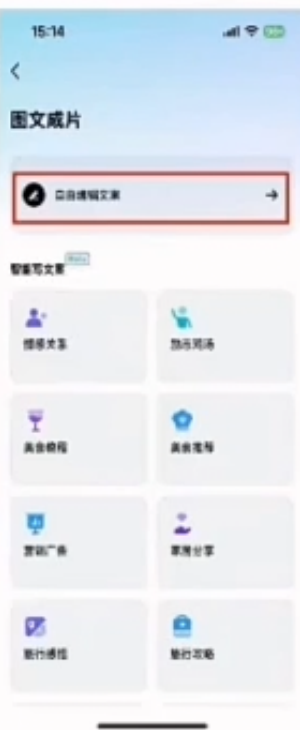 15:14
图文成片
自由编辑文案
智能写文案 Beta
情感关系
励志鸡汤
美食教程
美食推荐
营销广告
家居分享
旅行感悟
旅行攻略